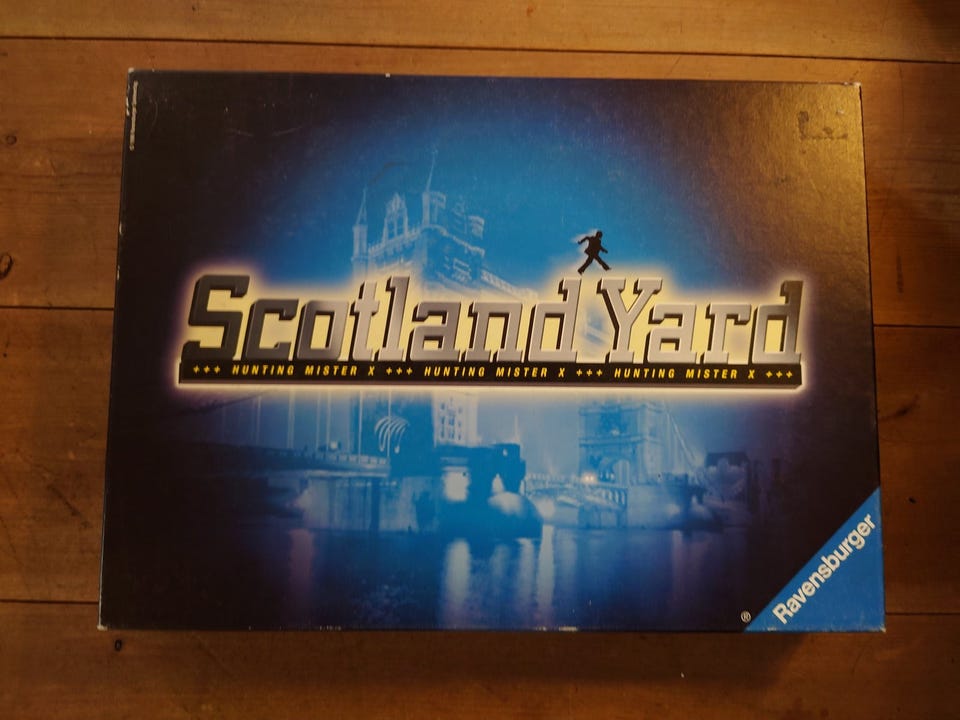 Scotland Yard
+++ HUNTING MISTER X +++ HUNTING MISTER X +++ HUNTING MISTER X +++
Ravensburger
®